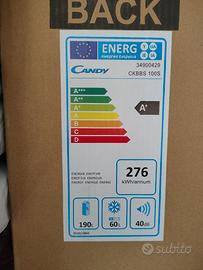 BACK
ENERG
CANDY
34900429
CKBBS 100S
A+++
A++
A+
A
B
C
D
A+
276
kWh/annum
190L
60L
40dB
subito